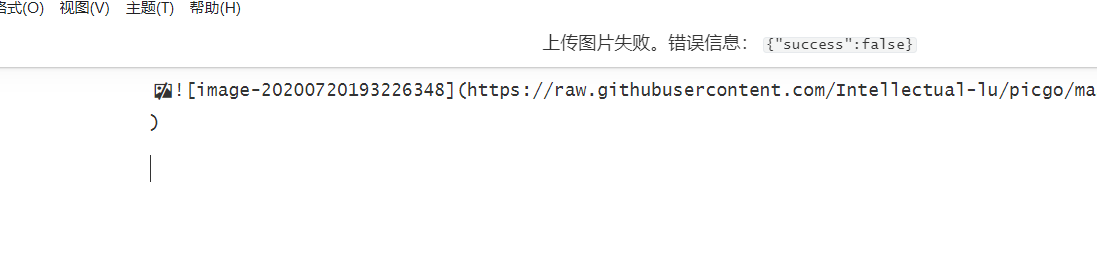 格式(O) 视图(V) 主题(T) 帮助(H)
上传图片失败。错误信息： {"success":false}
![image-20200720193226348](https://raw.githubusercontent.com/Intellectual-lu/picgo/ma
)